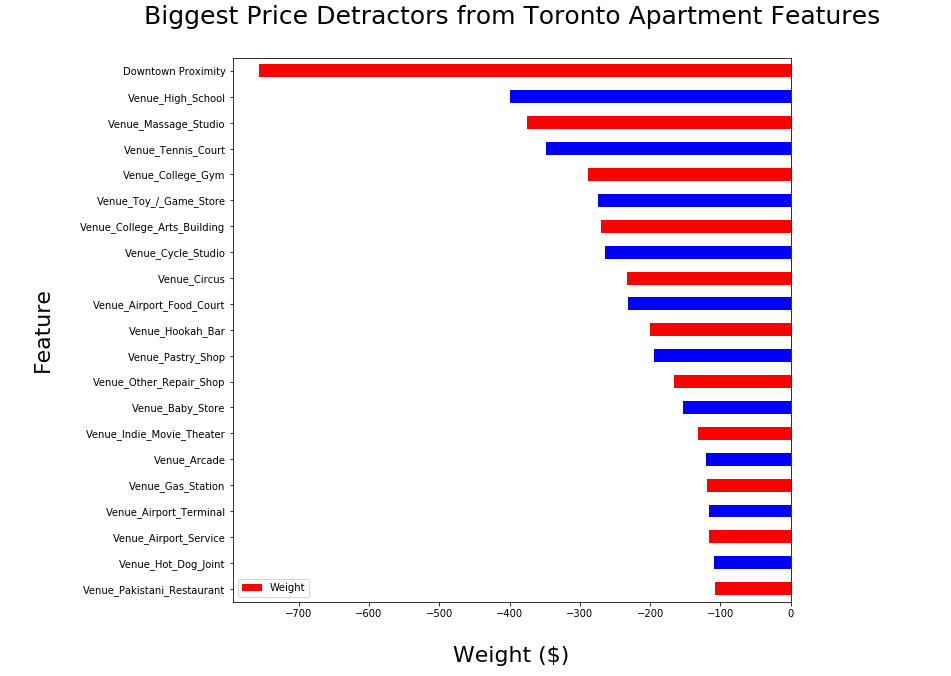 Biggest Price Detractors from Toronto Apartment Features
Downtown Proximity
Venue_High_School
Venue_Massage_Studio
Venue_Tennis_Court
Venue_College_Gym
Venue_Toy_/_Game_Store
Venue_College_Arts_Building
Venue_Cycle_Studio
Venue_Circus
Venue_Airport_Food_Court
Venue_Hookah_Bar
Venue_Pastry_Shop
Venue_Other_Repair_Shop
Venue_Baby_Store
Venue_Indie_Movie_Theater
Venue_Arcade
Venue_Gas_Station
Venue_Airport_Terminal
Venue_Airport_Service
Venue_Hot_Dog_Joint
Venue_Pakistani_Restaurant
Feature
Weight
−700 −600 −500 −400 −300 −200 −100 0
Weight ($)